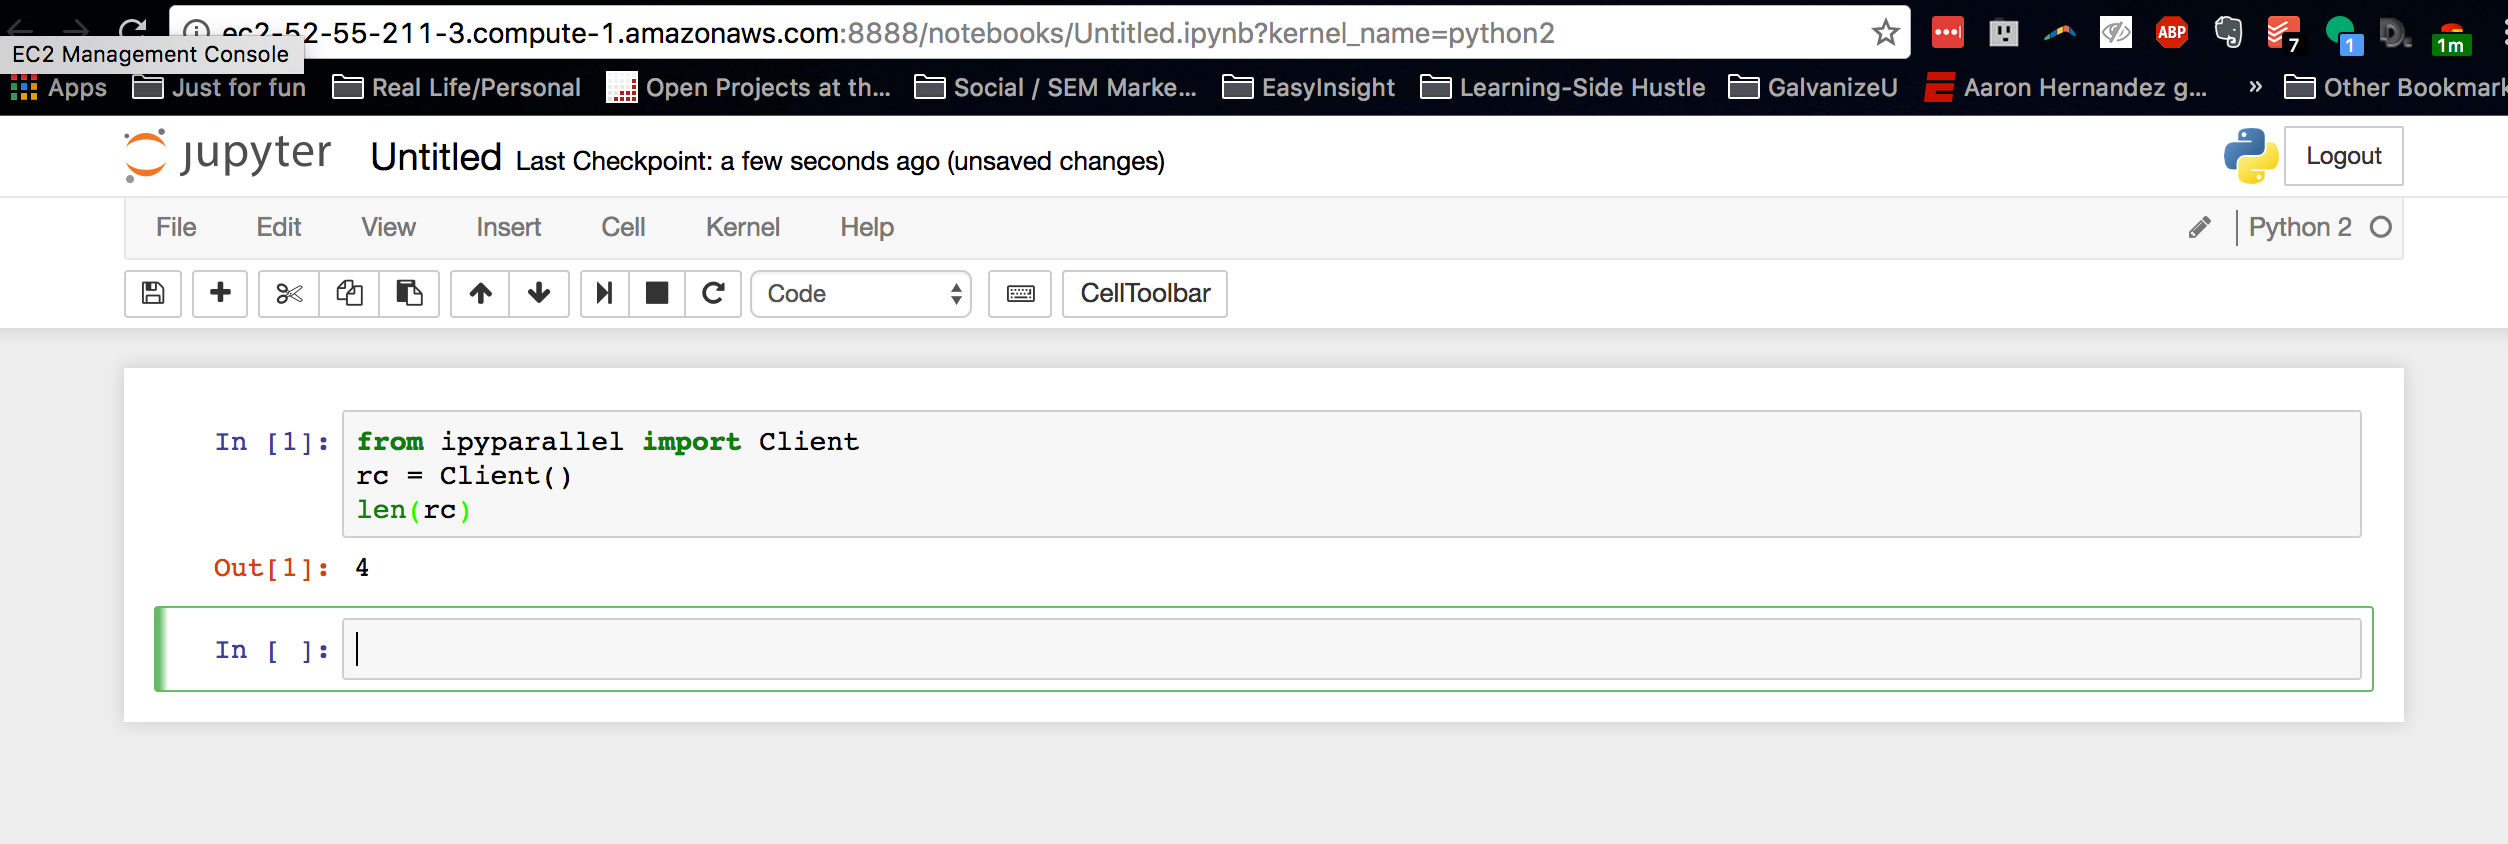 ec2-52-55-211-3.compute-1.amazonaws.com:8888/notebooks/Untitled.ipynb?kernel_name=python2
ABP
7
1
D.
1m
EC2 Management Console
Apps Just for fun Real Life/Personal Open Projects at th... Social / SEM Marke... EasyInsight Learning-Side Hustle GalvanizeU Aaron Hernandez g... » Other Bookmark
jupyter Untitled Last Checkpoint: a few seconds ago (unsaved changes) Logout
File Edit View Insert Cell Kernel Help Python 2
Code CellToolbar
In [1]: from ipyparallel import Client
rc = Client()
len(rc)
Out[1]: 4
In [ ]: